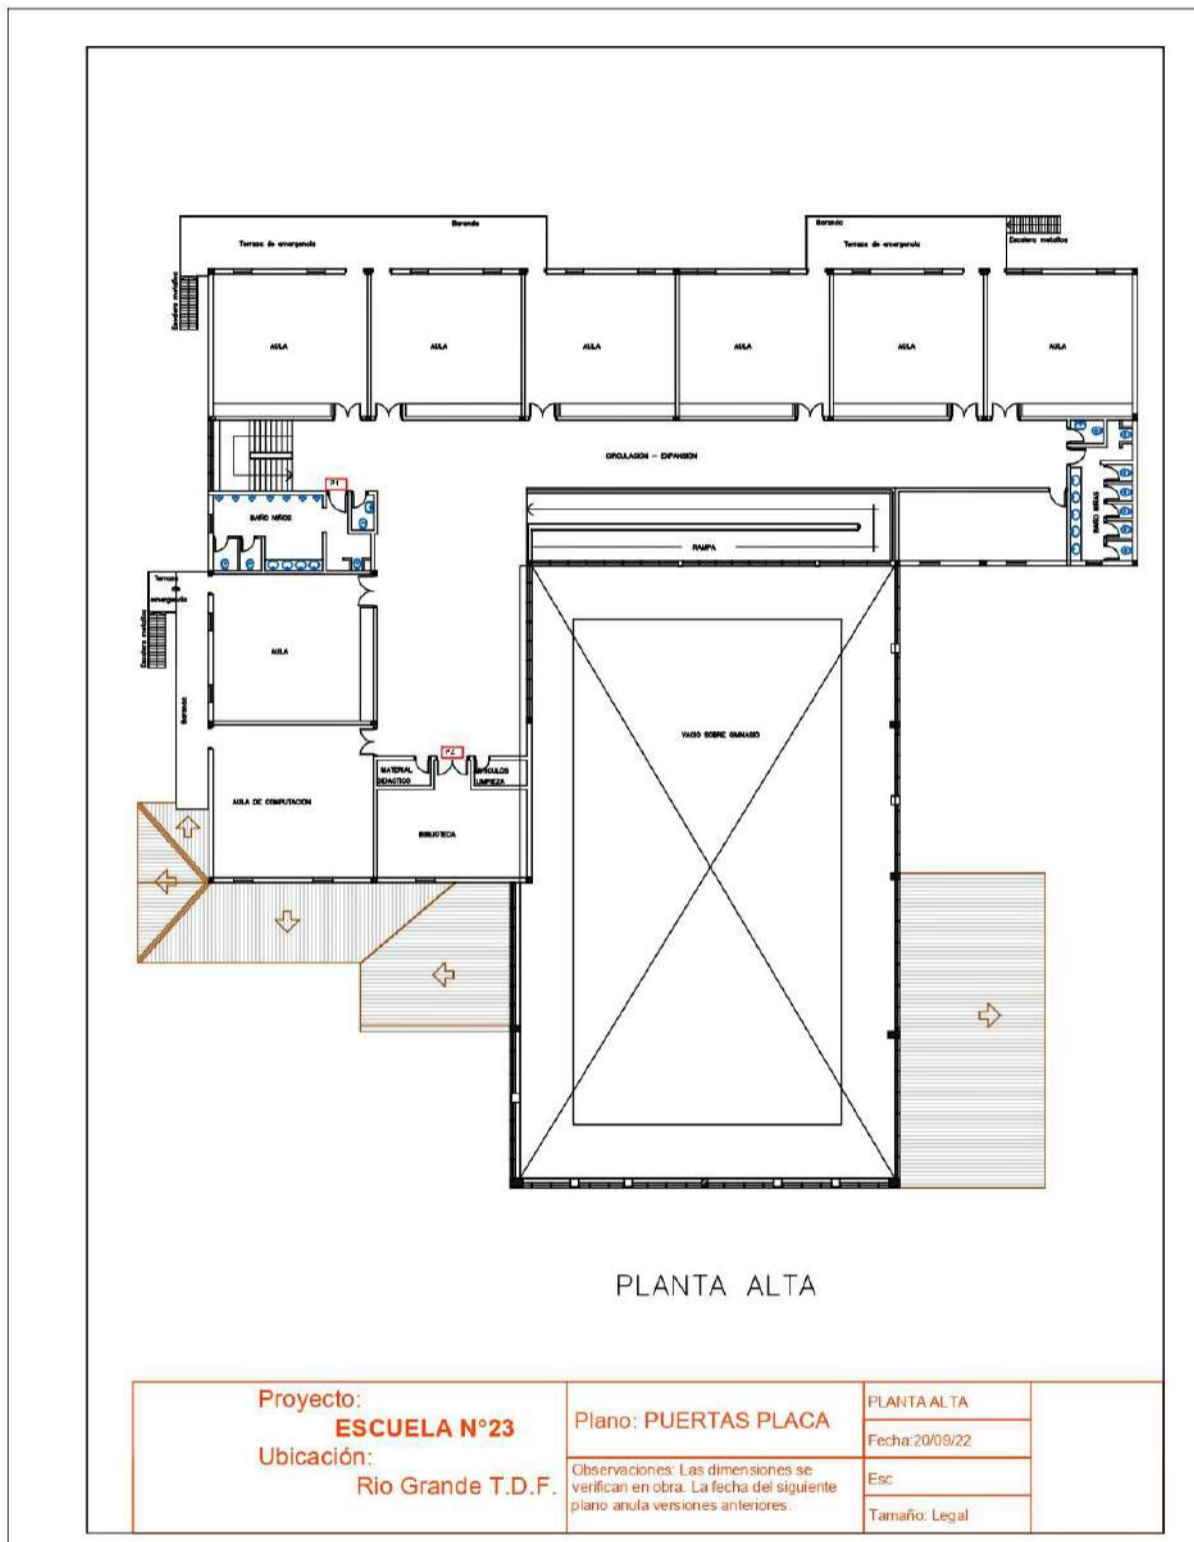 Baranda
Baranda
Terraza de emergencia
Terraza de emergencia
Escalera metalica
Escalera metalica
AULA
AULA
AULA
AULA
AULA
AULA
CIRCULACION - EXPANSION
P1
BAÑO NIÑOS
BAÑO NIÑAS
RAMPA
Terraza
de
emergencia
Escalera metalica
AULA
Baranda
VACIO SOBRE GIMNASIO
P2
MATERIAL
DIDACTICO
LIMPIEZA
AULA DE COMPUTACION
BIBLIOTECA
PLANTA ALTA
Proyecto:
ESCUELA N°23
Ubicación:
Rio Grande T.D.F.
Plano: PUERTAS PLACA
Observaciones: Las dimensiones se
verifican en obra. La fecha del siguiente
plano anula versiones anteriores.
PLANTA ALTA
Fecha:20/09/22
Esc
Tamaño: Legal